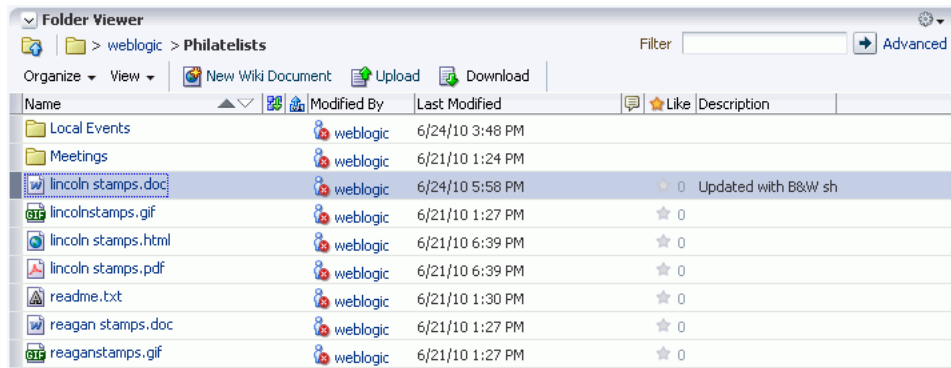 Folder Viewer
> weblogic > Philatelists Filter Advanced
Organize View New Wiki Document Upload Download
Name Modified By Last Modified Like Description
Local Events weblogic 6/24/10 3:48 PM
Meetings weblogic 6/21/10 1:24 PM
lincoln stamps.doc weblogic 6/24/10 5:58 PM 0 Updated with B&W sh
GIF lincolnstamps.gif weblogic 6/21/10 1:27 PM 0
lincoln stamps.html weblogic 6/21/10 6:39 PM 0
lincoln stamps.pdf weblogic 6/21/10 6:39 PM 0
readme.txt weblogic 6/21/10 1:30 PM 0
reagan stamps.doc weblogic 6/21/10 1:27 PM 0
GIF reaganstamps.gif weblogic 6/21/10 1:27 PM 0